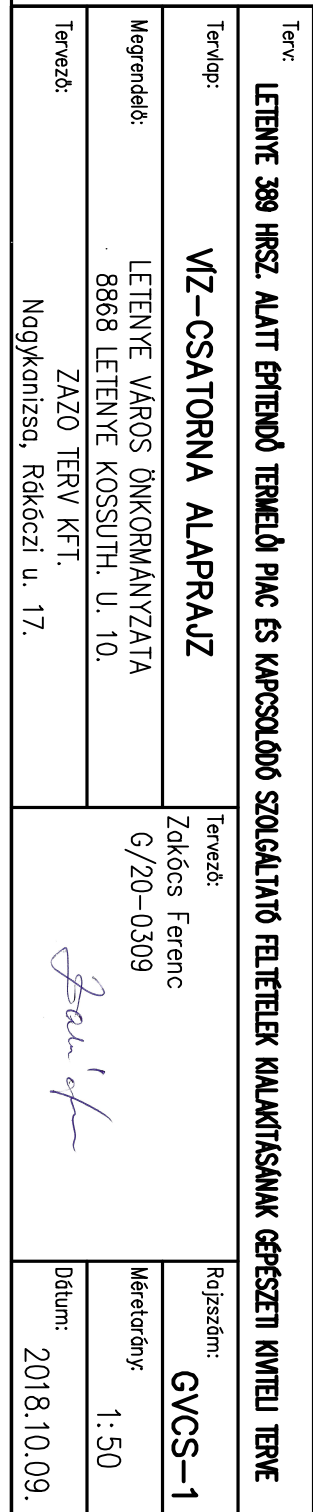 Terv:
LETENYE 389 HRSZ. ALATT ÉPÍTENDŐ TERMELŐI PIAC ÉS KAPCSOLÓDÓ SZOLGÁLTATÓ FELTÉTELEK KIALAKÍTÁSÁNAK GÉPÉSZETI KIVITELI TERVE
Tervlap:
VÍZ-CSATORNA ALAPRAJZ
Megrendelő:
LETENYE VÁROS ÖNKORMÁNYZATA
8868 LETENYE KOSSUTH. U. 10.
Tervező:
ZAZO TERV KFT.
Nagykanizsa, Rákóczi u. 17.
Tervező:
Zakócs Ferenc
G/20-0309
Rajzszám:
GVCS-1
Méretarány:
1:50
Dátum:
2018.10.09.